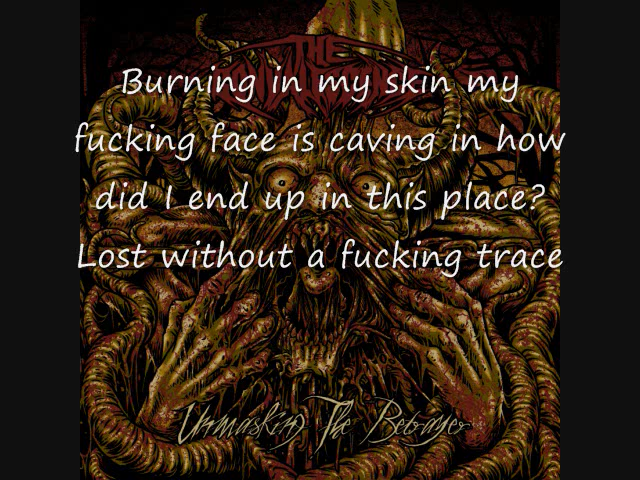 THE
Burning in my skin my
fucking face is caving in how
did I end up in this place?
Lost without a fucking trace
Unmasking The Betrayer